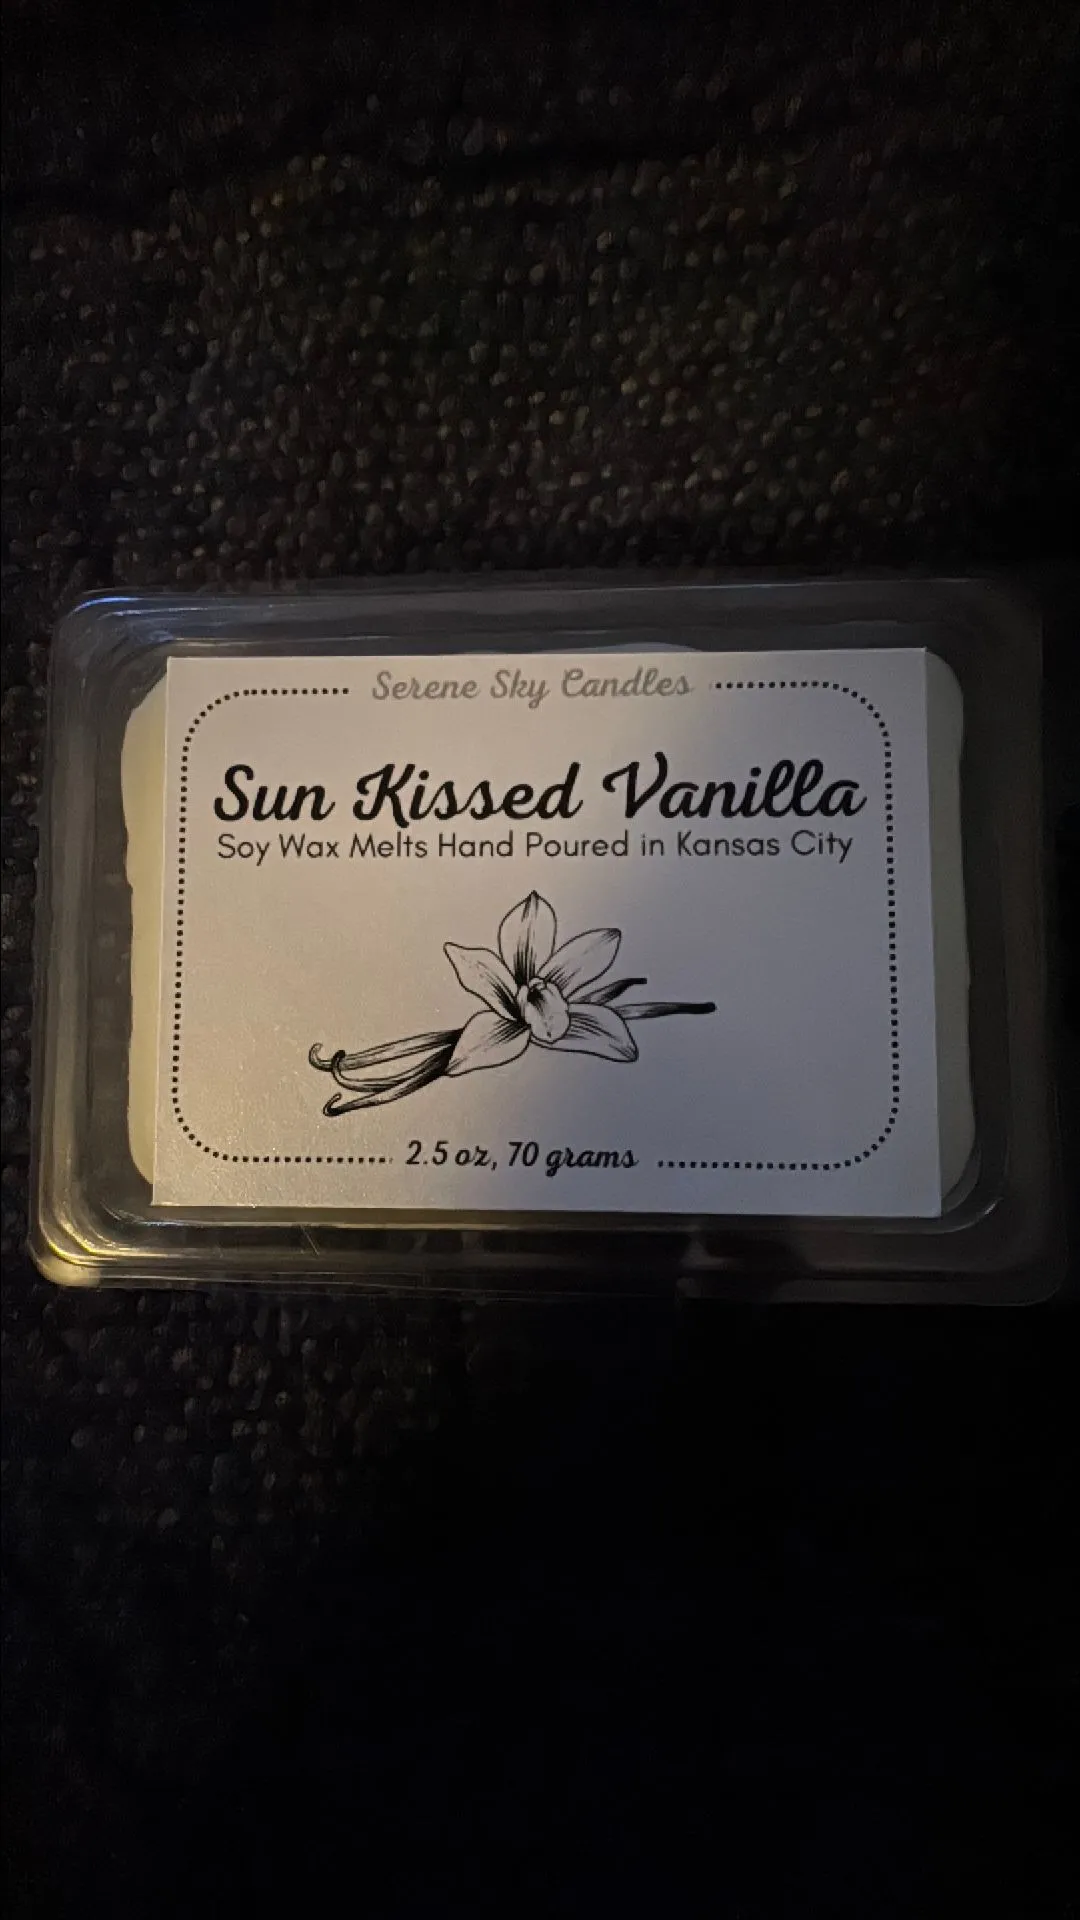 Serene Sky Candles
Sun Kissed Vanilla
Soy Wax Melts Hand Poured in Kansas City
2.5 oz, 70 grams